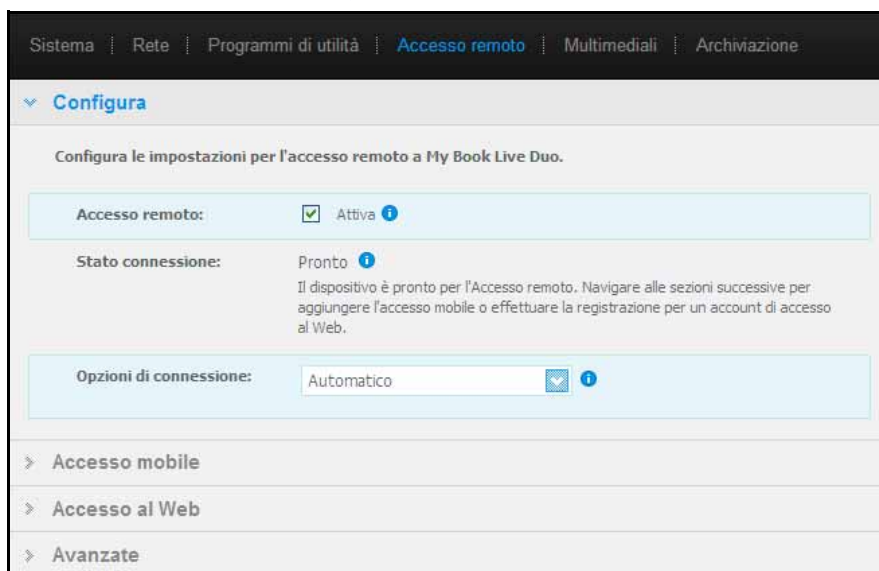 Sistema | Rete | Programmi di utilità | Accesso remoto | Multimediali | Archiviazione
Configura
Configura le impostazioni per l'accesso remoto a My Book Live Duo.
Accesso remoto: Attiva
Stato connessione: Pronto
Il dispositivo è pronto per l'Accesso remoto. Navigare alle sezioni successive per
aggiungere l'accesso mobile o effettuare la registrazione per un account di accesso
al Web.
Opzioni di connessione: Automatico
Accesso mobile
Accesso al Web
Avanzate